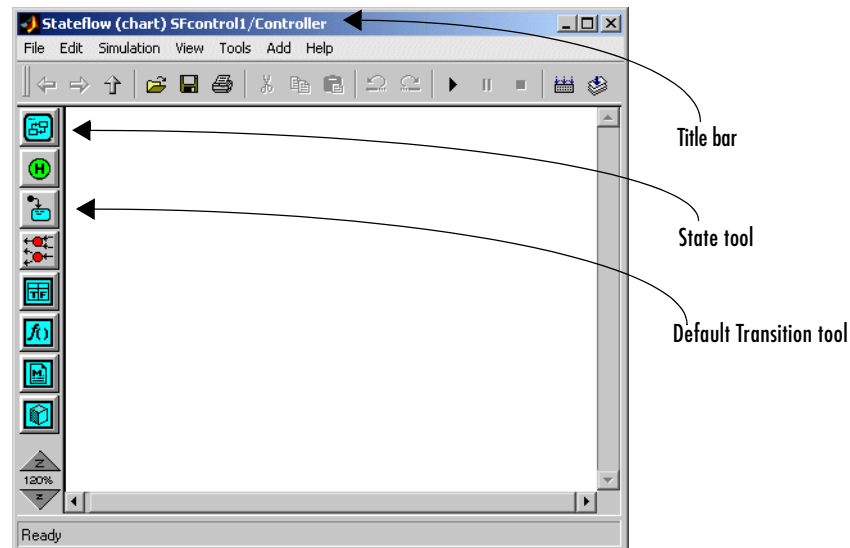 Stateflow (chart) SFcontrol1/Controller
File Edit Simulation View Tools Add Help
Title bar
H
State tool
TF
f()
Default Transition tool
M
Z
120%
z
Ready